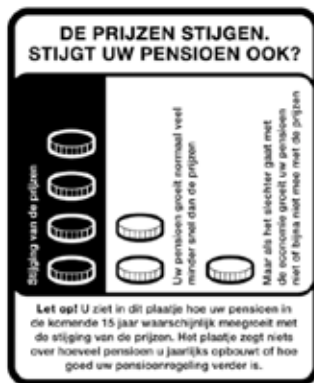 DE PRIJZEN STIJGEN.
STIJGT UW PENSIOEN OOK?
Stijging van de prijzen
Uw pensioen groeit normaal veel
minder snel dan de prijzen
Maar als het slechter gaat met
de economie groeit uw pensioen
niet of bijna niet mee met de prijzen
Let op! U ziet in dit plaatje hoe uw pensioen in
de komende 15 jaar waarschijnlijk meegroeit met
de stijging van de prijzen. Het plaatje zegt niets
over hoeveel pensioen u jaarlijks opbouwt of hoe
goed uw pensioenregeling verder is.